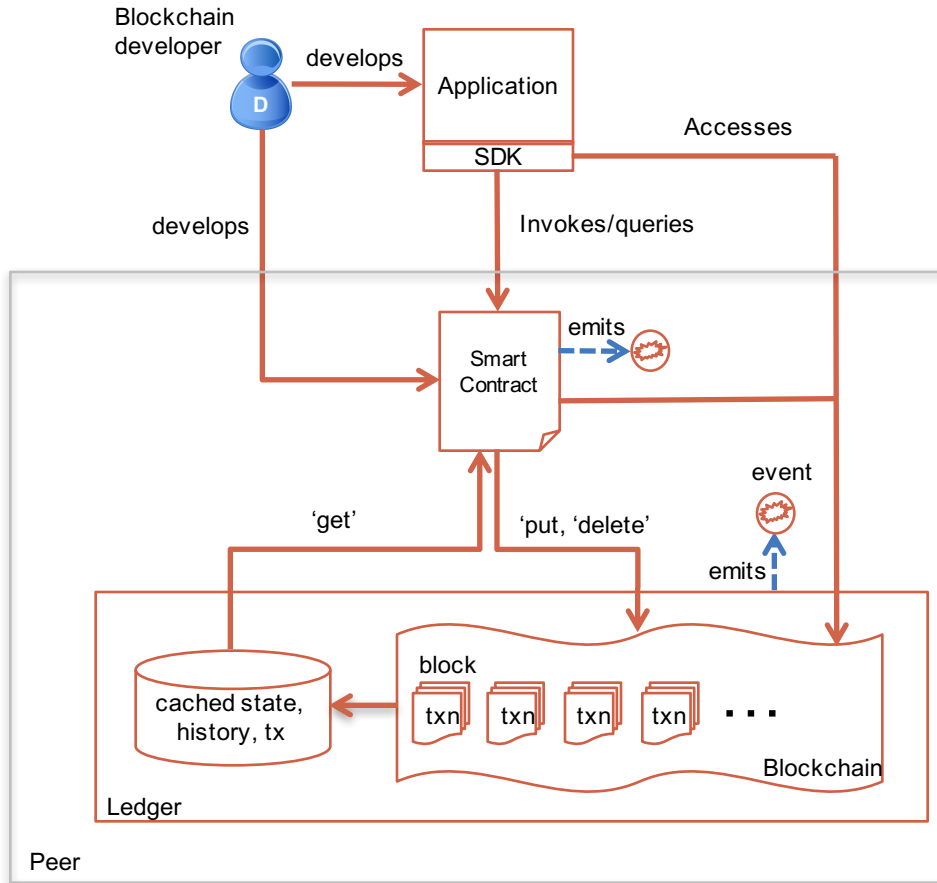 Blockchain
developer
D
develops
Application
SDK
Accesses
develops
Invokes/queries
emits
Smart
Contract
event
‘get’
‘put, ‘delete’
emits
block
cached state,
history, tx
txn
txn
txn
txn
...
Blockchain
Ledger
Peer